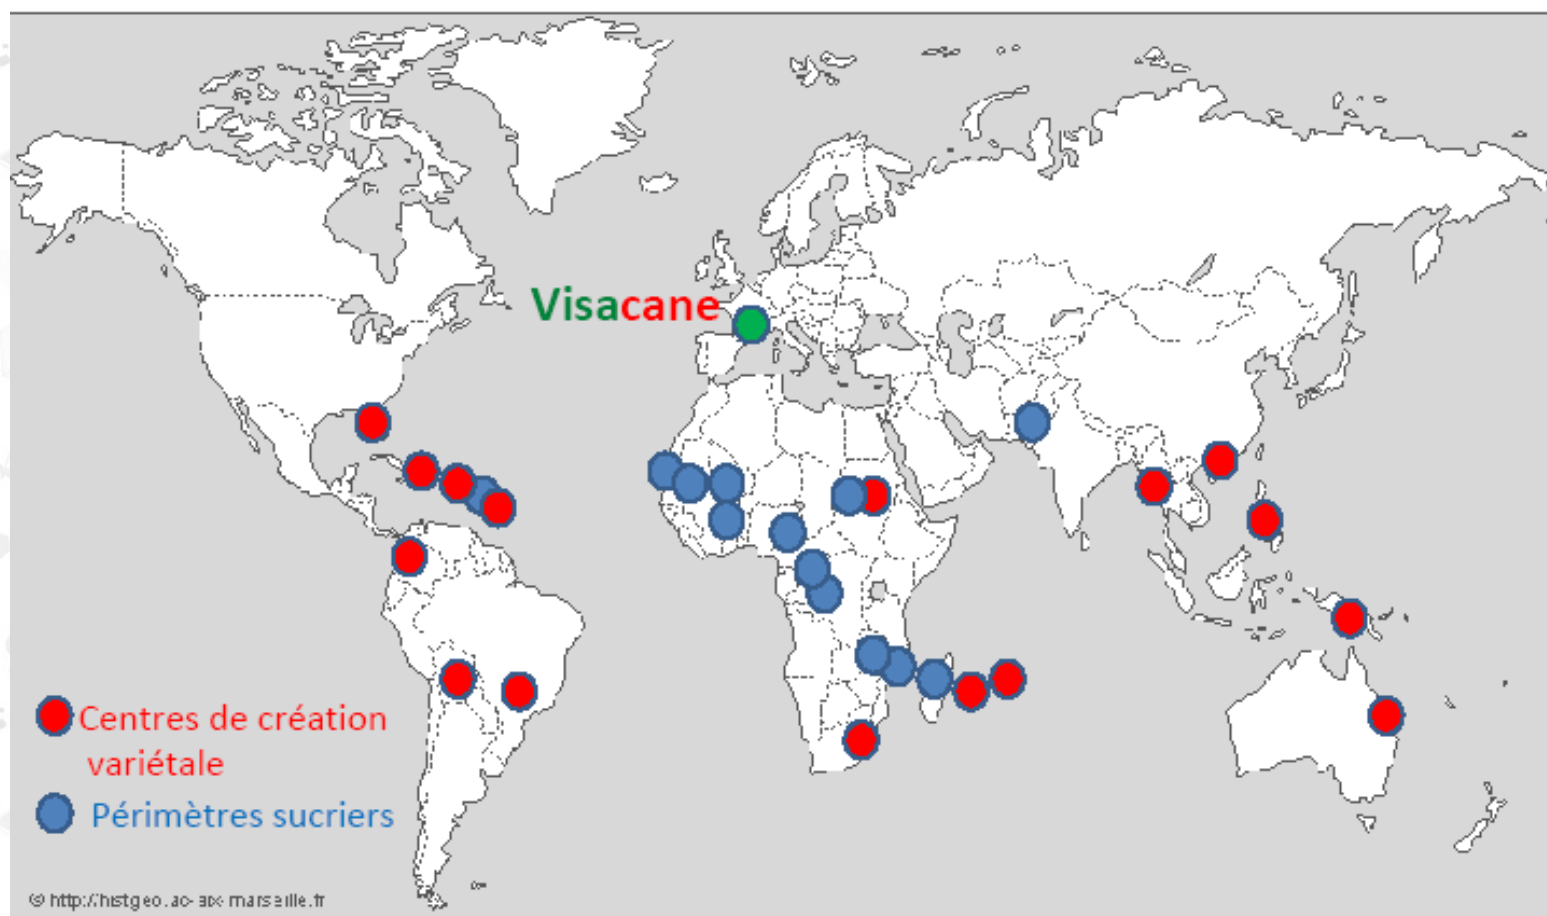 Visacane
Centres de création
variétale
Périmètres sucriers
© http://histgeo.ac-aix-marseille.fr